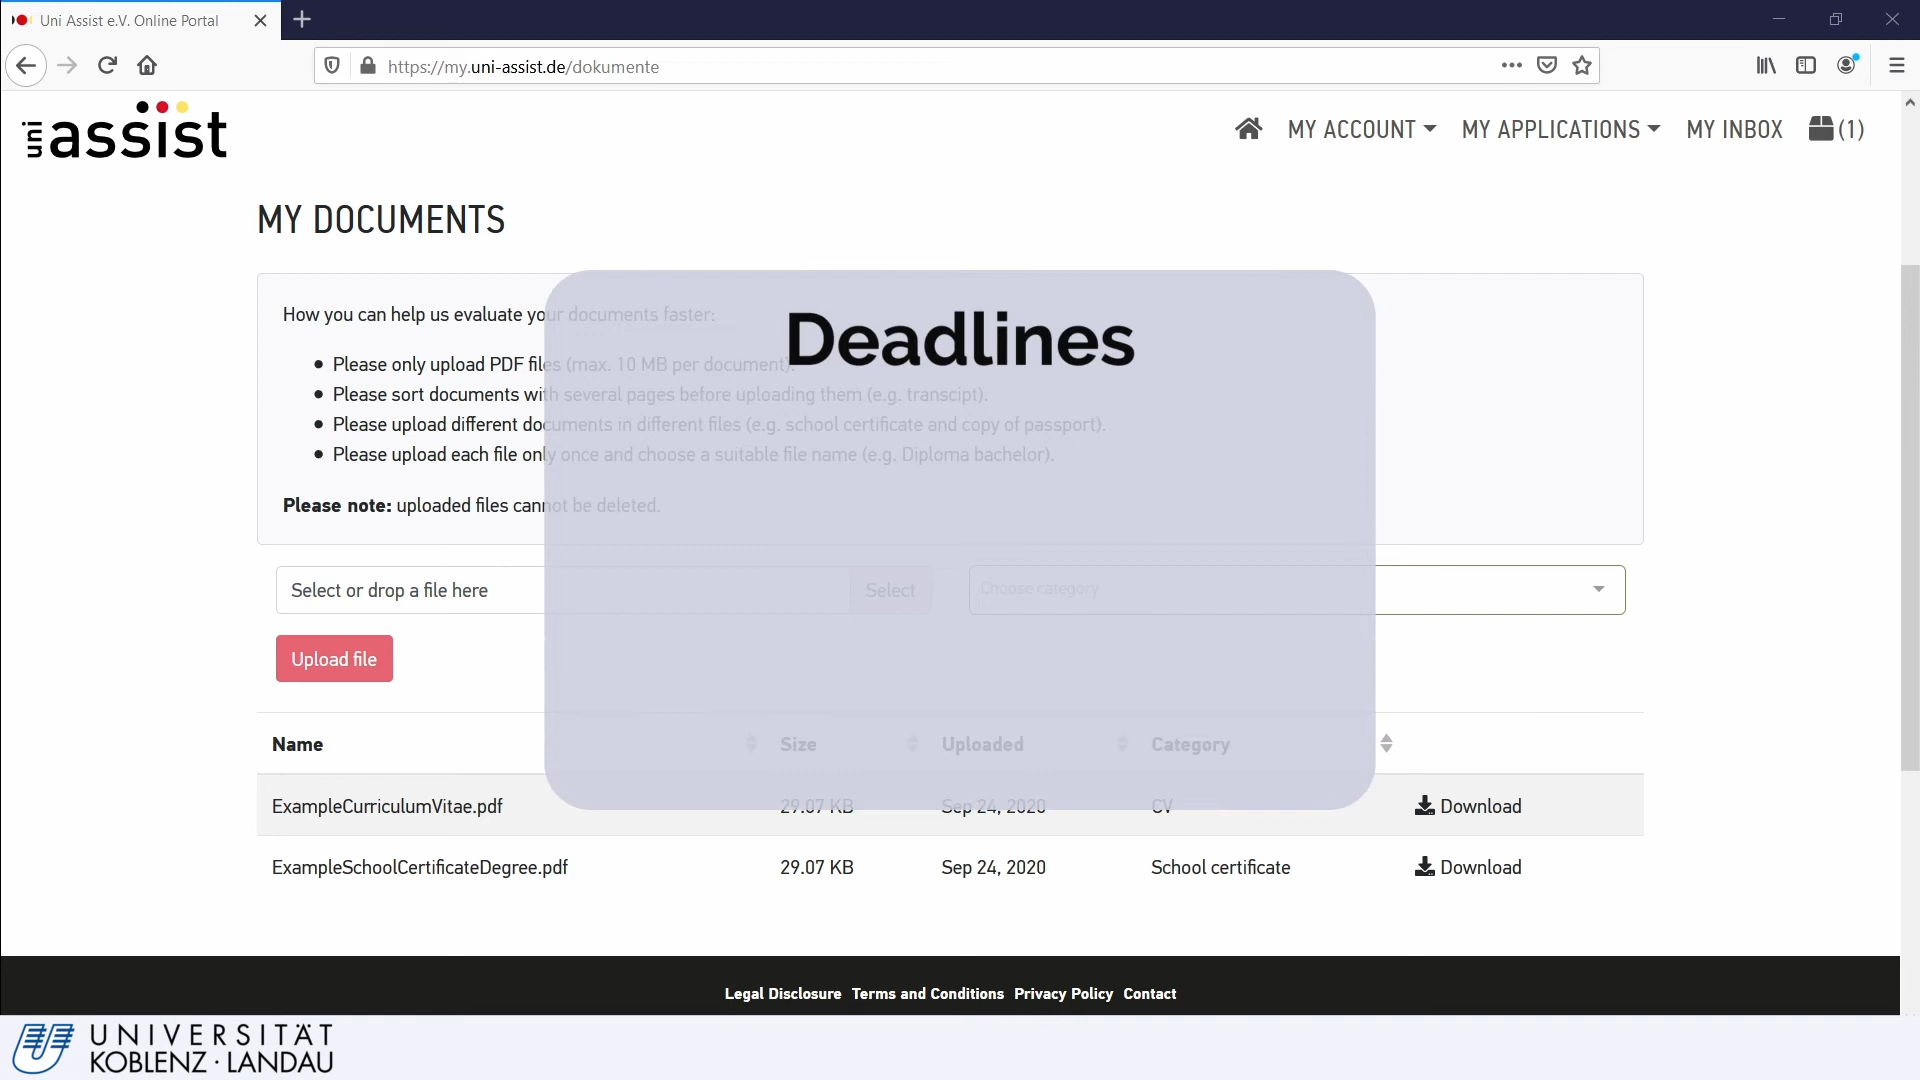 Uni Assist e.V. Online Portal
https://my.uni-assist.de/dokumente
uni assist
MY ACCOUNT
MY APPLICATIONS
MY INBOX
(1)
MY DOCUMENTS
Deadlines
How you can help us evaluate your documents faster:
Please only upload PDF files (max. 10 MB per document).
Please sort documents with several pages before uploading them (e.g. transcipt).
Please upload different documents in different files (e.g. school certificate and copy of passport).
Please upload each file only once and choose a suitable file name (e.g. Diploma bachelor).
Please note: uploaded files cannot be deleted.
Select or drop a file here
Select
Choose category
Upload file
Name Size Uploaded Category
ExampleCurriculumVitae.pdf 29.07 KB Sep 24, 2020 CV Download
ExampleSchoolCertificateDegree.pdf 29.07 KB Sep 24, 2020 School certificate Download
Legal Disclosure Terms and Conditions Privacy Policy Contact
UNIVERSITÄT
KOBLENZ · LANDAU